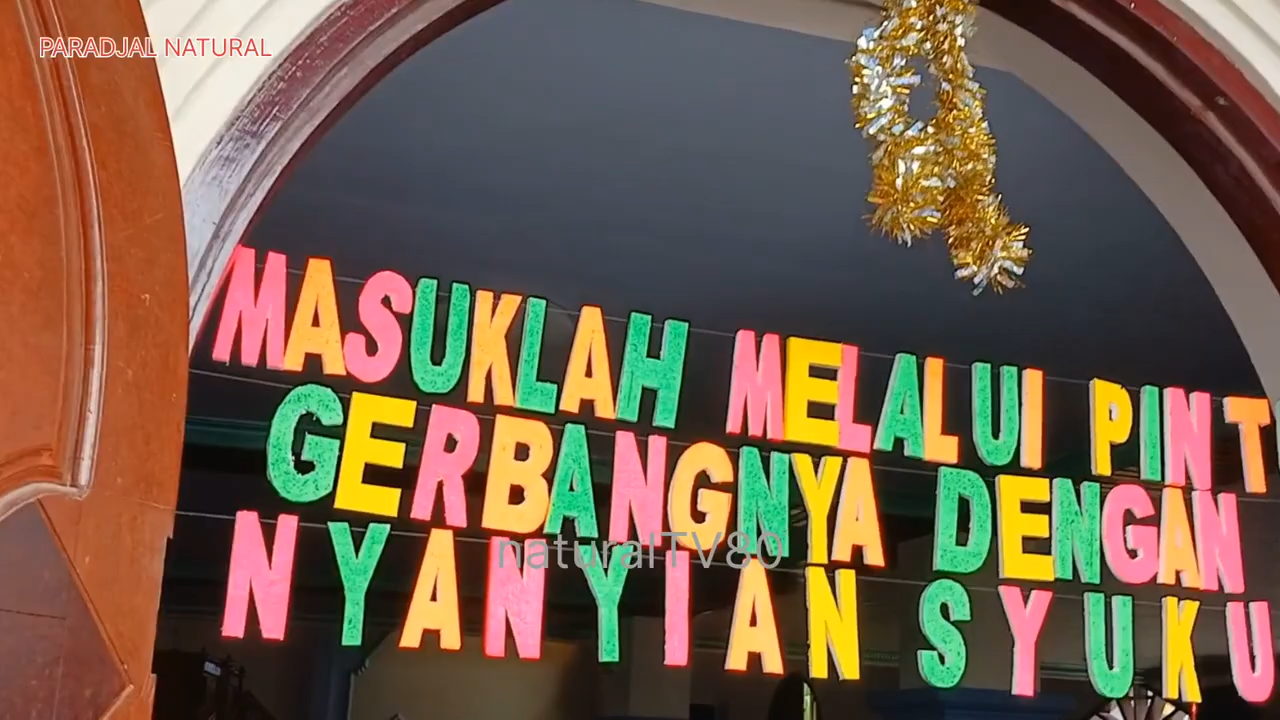 PARADJAL NATURAL
MASUKLAH MELALUI PINT
GERBANGNYA DENGAN
naturalTV80
NYANYIAN SYUKU